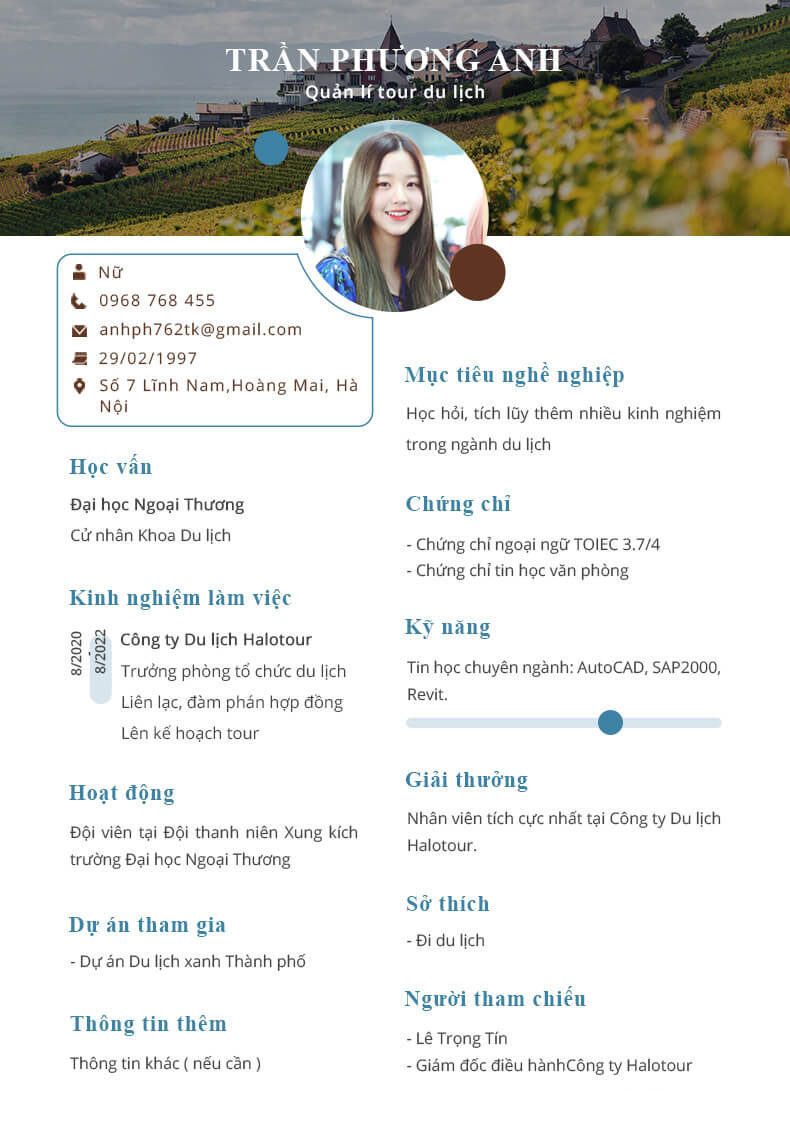 TRẦN PHƯƠNG ANH
Quản lí tour du lịch
Nữ
0968 768 455
anhph762tk@gmail.com
29/02/1997
Số 7 Lĩnh Nam,Hoàng Mai, Hà
Nội
Học vấn
Đại học Ngoại Thương
Cử nhân Khoa Du lịch
Kinh nghiệm làm việc
8/2020
-
8/2022
Công ty Du lịch Halotour
Trưởng phòng tổ chức du lịch
Liên lạc, đàm phán hợp đồng
Lên kế hoạch tour
Hoạt động
Đội viên tại Đội thanh niên Xung kích
trường Đại học Ngoại Thương
Dự án tham gia
- Dự án Du lịch xanh Thành phố
Thông tin thêm
Thông tin khác ( nếu cần )
Mục tiêu nghề nghiệp
Học hỏi, tích lũy thêm nhiều kinh nghiệm
trong ngành du lịch
Chứng chỉ
- Chứng chỉ ngoại ngữ TOIEC 3.7/4
- Chứng chỉ tin học văn phòng
Kỹ năng
Tin học chuyên ngành: AutoCAD, SAP2000,
Revit.
Giải thưởng
Nhân viên tích cực nhất tại Công ty Du lịch
Halotour.
Sở thích
- Đi du lịch
Người tham chiếu
- Lê Trọng Tín
- Giám đốc điều hànhCông ty Halotour